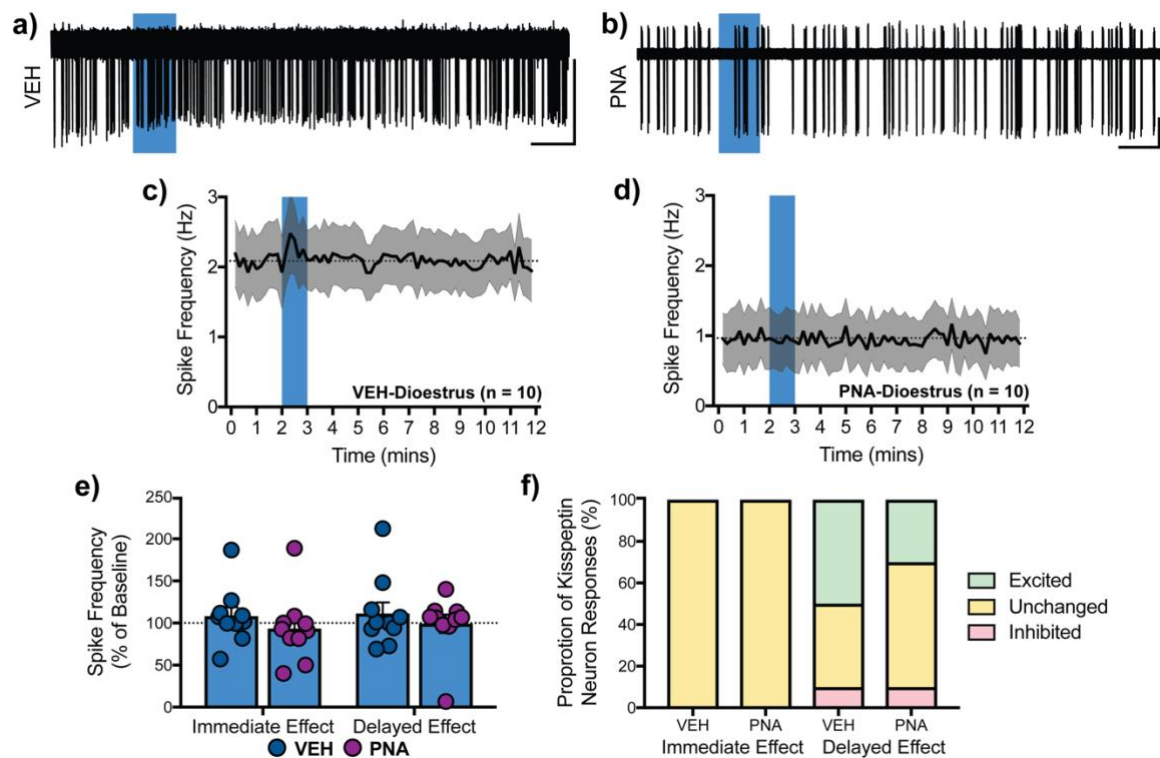 a)
VEH
b)
PNA
c)
Spike Frequency (Hz)
3
2
1
0
VEH-Dioestrus (n = 10)
0 1 2 3 4 5 6 7 8 9 10 11 12
Time (mins)
d)
Spike Frequency (Hz)
3
2
1
0
PNA-Dioestrus (n = 10)
0 1 2 3 4 5 6 7 8 9 10 11 12
Time (mins)
e)
Spike Frequency
(% of Baseline)
250
200
150
100
50
0
Immediate Effect Delayed Effect
VEH PNA
f)
Proprotion of Kisspeptin
Neuron Responses (%)
100
80
60
40
20
0
VEH PNA VEH PNA
Immediate Effect Delayed Effect
Excited
Unchanged
Inhibited